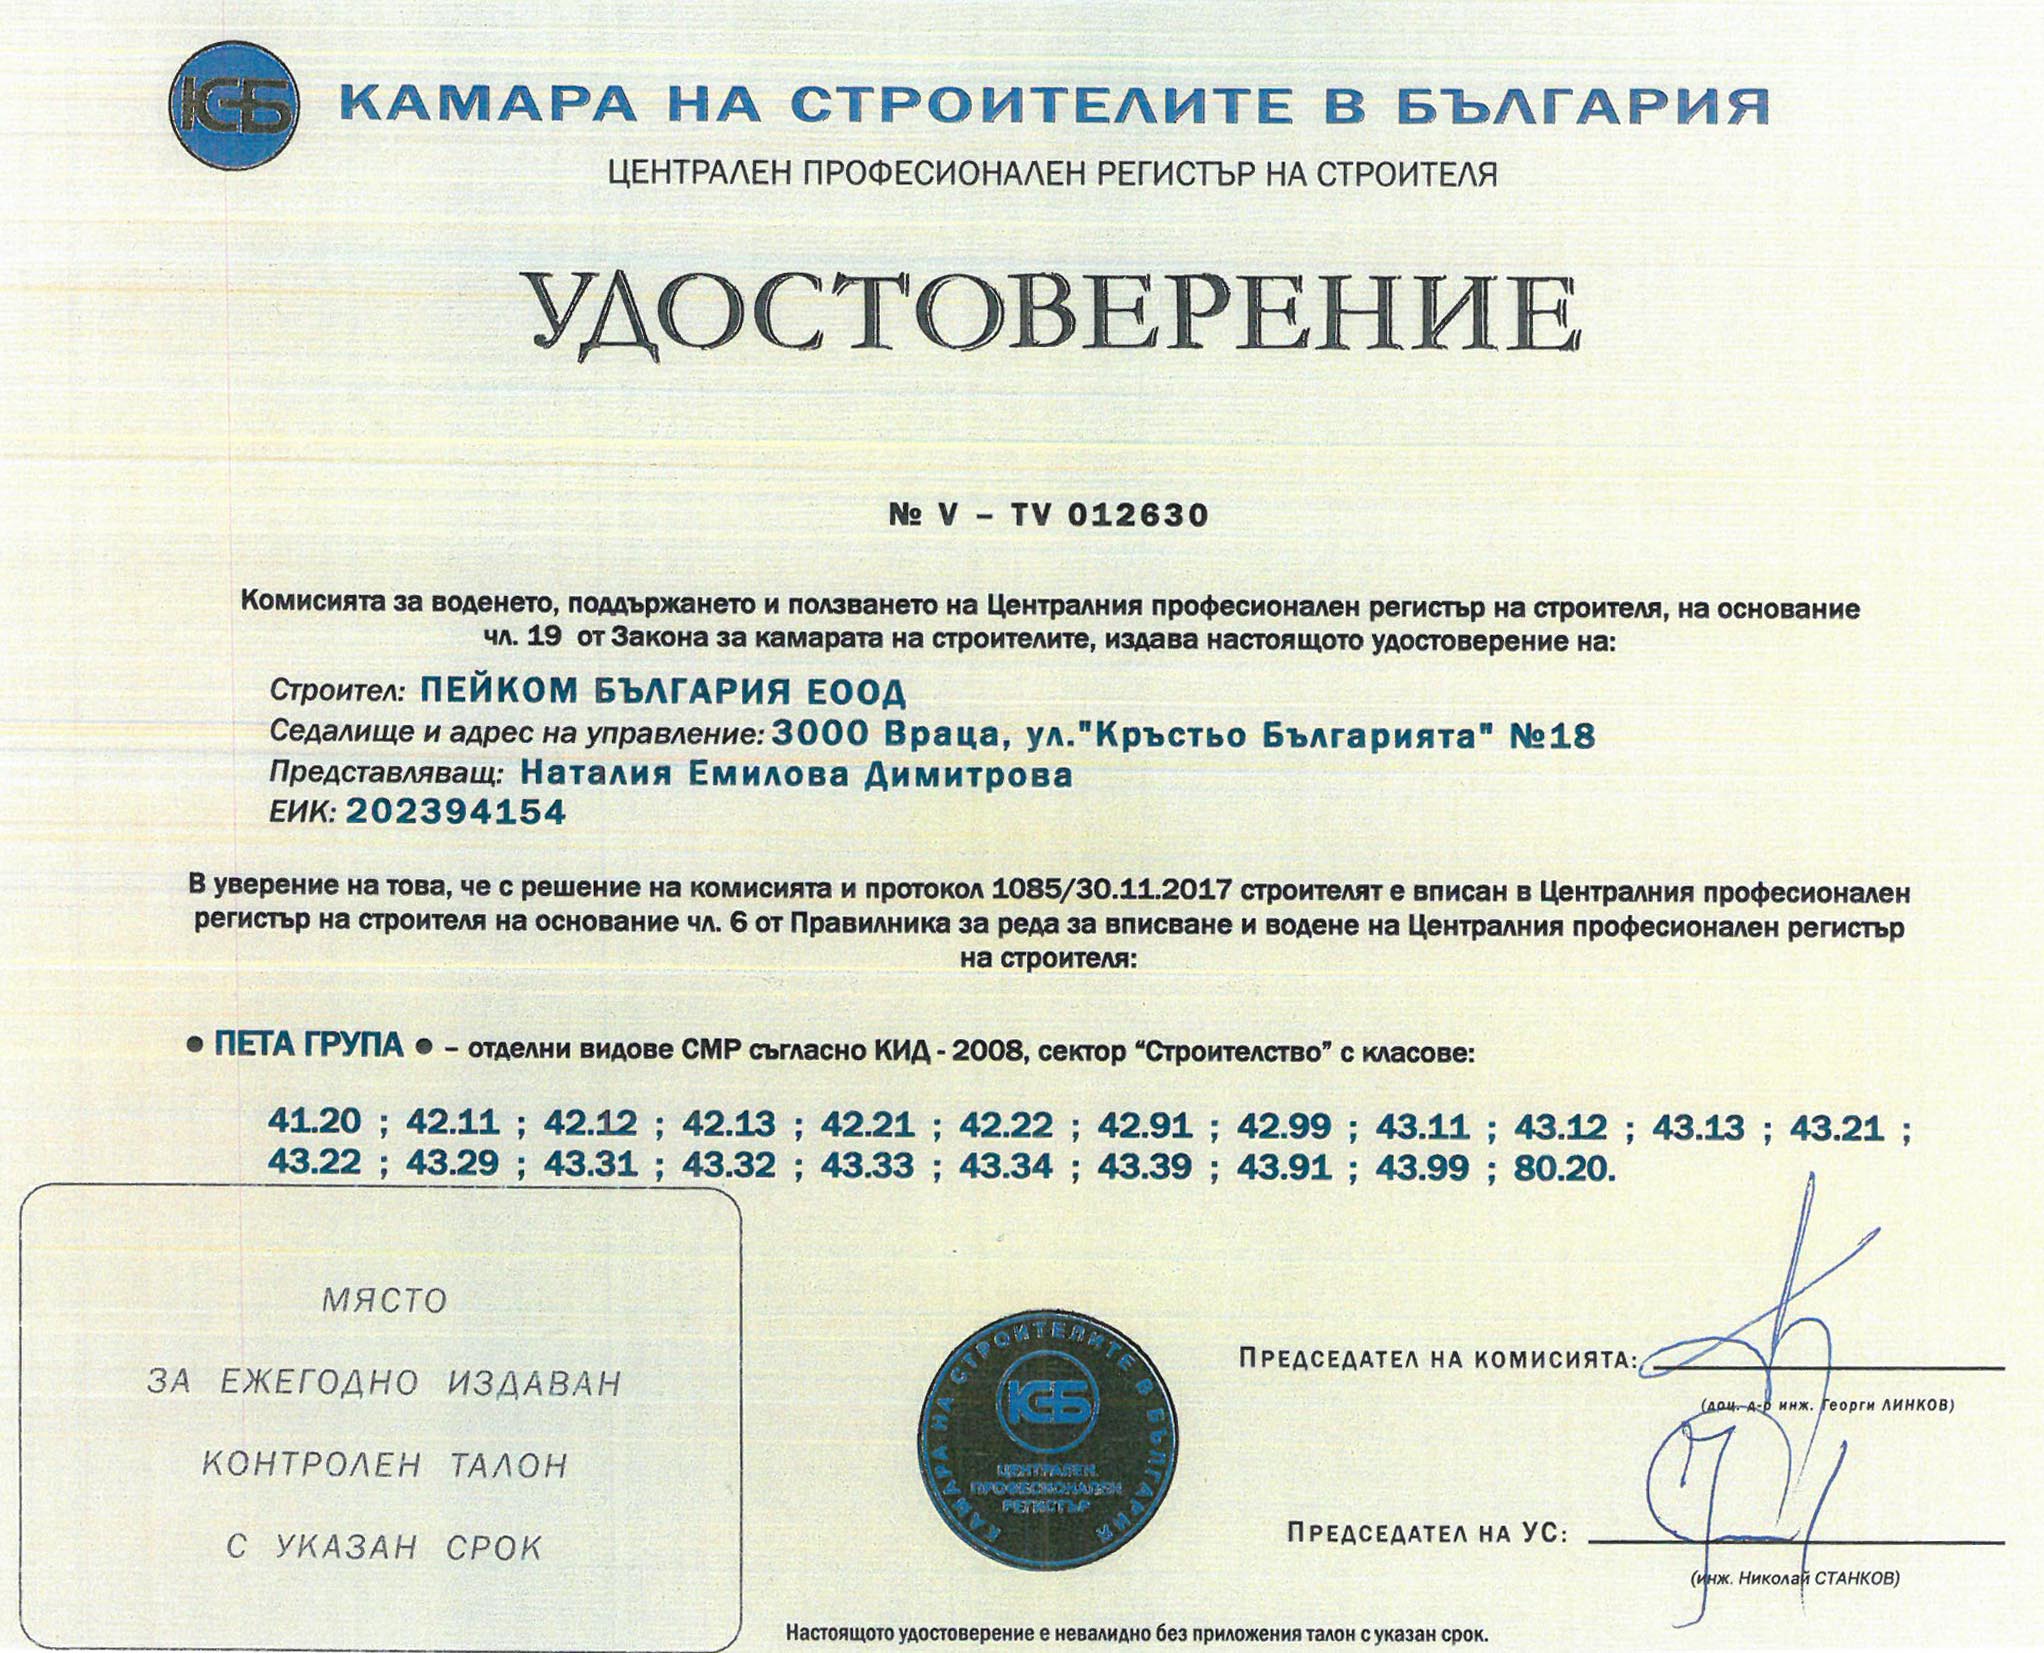 КСБ
КАМАРА НА СТРОИТЕЛИТЕ В БЪЛГАРИЯ
ЦЕНТРАЛЕН ПРОФЕСИОНАЛЕН РЕГИСТЪР НА СТРОИТЕЛЯ
УДОСТОВЕРЕНИЕ
№ V – TV 012630
Комисията за воденето, поддържането и ползването на Централния професионален регистър на строителя, на основание
чл. 19 от Закона за камарата на строителите, издава настоящото удостоверение на:
Строител: ПЕЙКОМ БЪЛГАРИЯ ЕООД
Седалище и адрес на управление: 3000 Враца, ул."Кръстьо Българията" №18
Представляващ: Наталия Емилова Димитрова
ЕИК: 202394154
В уверение на това, че с решение на комисията и протокол 1085/30.11.2017 строителят е вписан в Централния професионален
регистър на строителя на основание чл. 6 от Правилника за реда за вписване и водене на Централния професионален регистър
на строителя:
• ПЕТА ГРУПА • – отделни видове СМР съгласно КИД - 2008, сектор “Строителство” с класове:
41.20 ; 42.11 ; 42.12 ; 42.13 ; 42.21 ; 42.22 ; 42.91 ; 42.99 ; 43.11 ; 43.12 ; 43.13 ; 43.21 ;
43.22 ; 43.29 ; 43.31 ; 43.32 ; 43.33 ; 43.34 ; 43.39 ; 43.91 ; 43.99 ; 80.20.
МЯСТО
ЗА ЕЖЕГОДНО ИЗДАВАН
КОНТРОЛЕН ТАЛОН
С УКАЗАН СРОК
КАМАРА НА СТРОИТЕЛИТЕ В БЪЛГАРИЯ
КСБ
ЦЕНТРАЛЕН
ПРОФЕСИОНАЛЕН
РЕГИСТЪР
ПРЕДСЕДАТЕЛ НА КОМИСИЯТА:
(доц. д-р инж. Георги ЛИНКОВ)
ПРЕДСЕДАТЕЛ НА УС:
(инж. Николай СТАНКОВ)
Настоящото удостоверение е невалидно без приложения талон с указан срок.